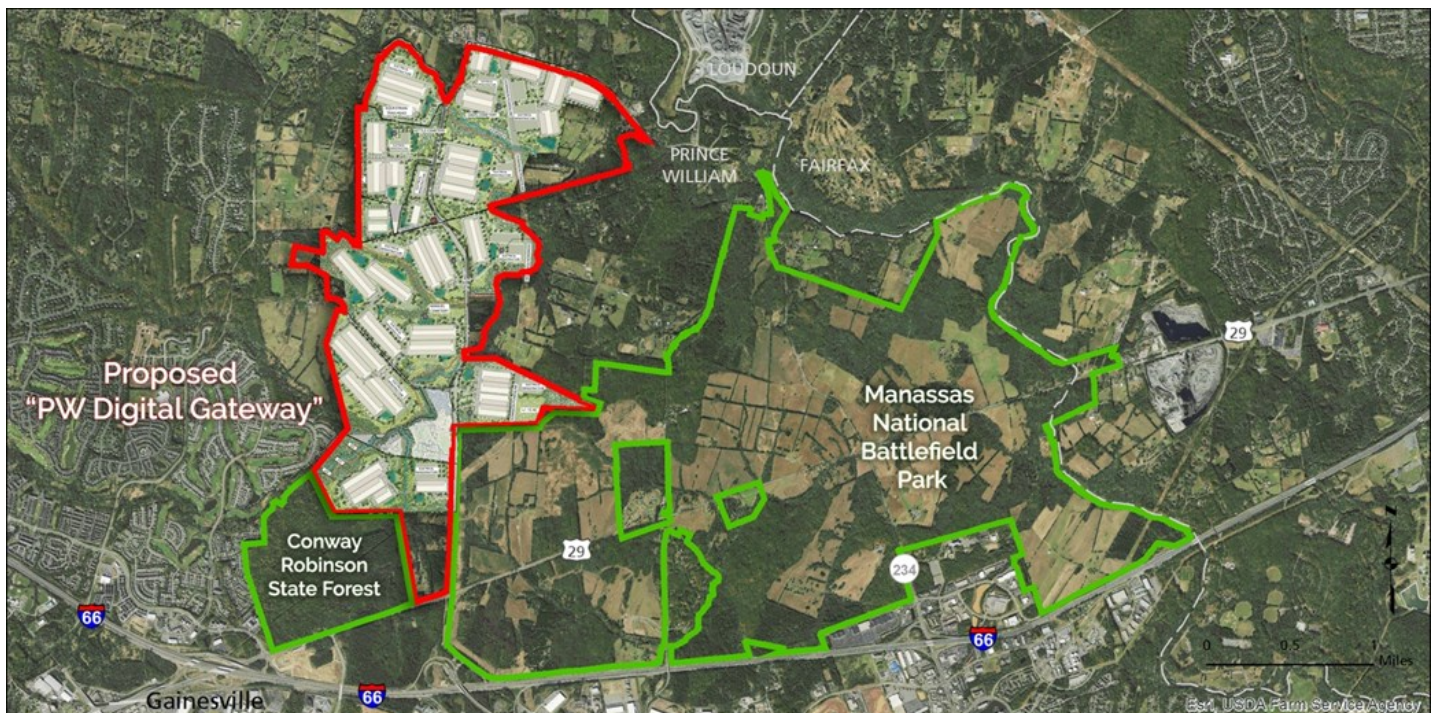 LOUDOUN
PRINCE
WILLIAM
FAIRFAX
29
Proposed
“PW Digital Gateway”
Manassas
National
Battlefield
Park
Conway
Robinson
State Forest
29
234
66
66
66
Gainesville
0 0.5 1
Miles
Esri, USDA Farm Service Agency